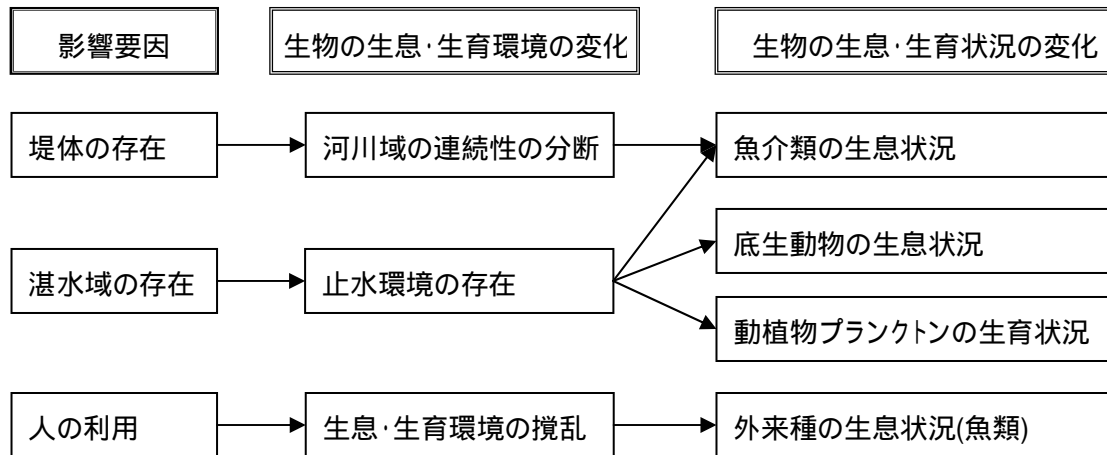 影響要因
生物の生息・生育環境の変化
生物の生息・生育状況の変化
堤体の存在
河川域の連続性の分断
魚介類の生息状況
底生動物の生息状況
湛水域の存在
止水環境の存在
動植物プランクトンの生育状況
人の利用
生息・生育環境の撹乱
外来種の生息状況(魚類)